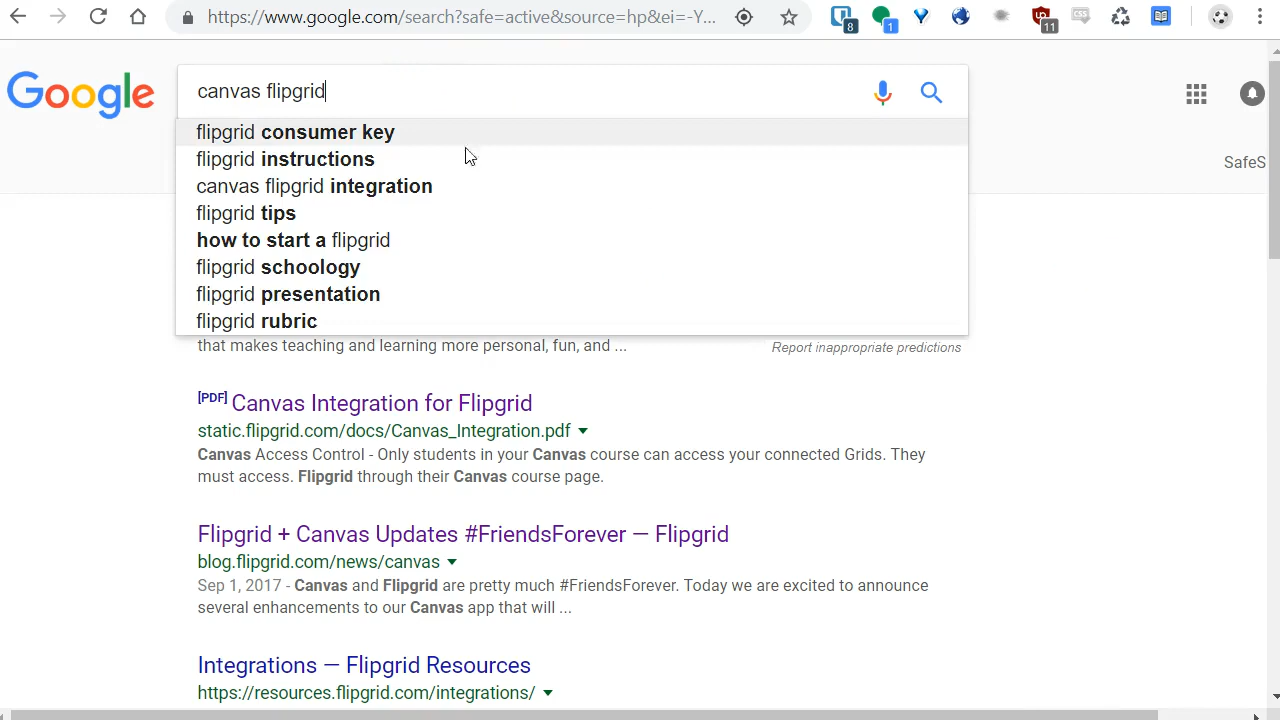 https://www.google.com/search?safe=active&source=hp&ei=-Y...
8
1
11
CSS
Google
canvas flipgrid
flipgrid consumer key
flipgrid instructions
canvas flipgrid integration
flipgrid tips
how to start a flipgrid
flipgrid schoology
flipgrid presentation
flipgrid rubric
SafeS
that makes teaching and learning more personal, fun, and ...
Report inappropriate predictions
[PDF] Canvas Integration for Flipgrid
static.flipgrid.com/docs/Canvas_Integration.pdf
Canvas Access Control - Only students in your Canvas course can access your connected Grids. They
must access. Flipgrid through their Canvas course page.
Flipgrid + Canvas Updates #FriendsForever — Flipgrid
blog.flipgrid.com/news/canvas
Sep 1, 2017 - Canvas and Flipgrid are pretty much #FriendsForever. Today we are excited to announce
several enhancements to our Canvas app that will ...
Integrations — Flipgrid Resources
https://resources.flipgrid.com/integrations/